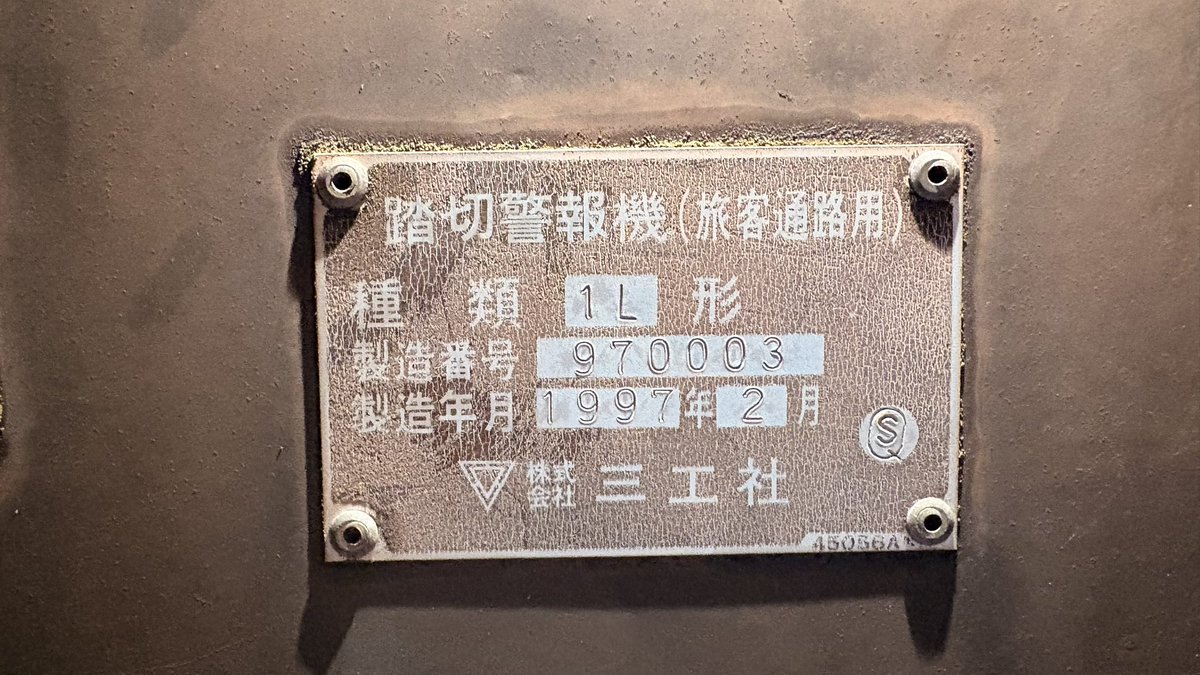 踏切警報機(旅客通路用)
種類 1L 形
製造番号 970003
製造年月 1997年2月
SQ
株式会社 三工社